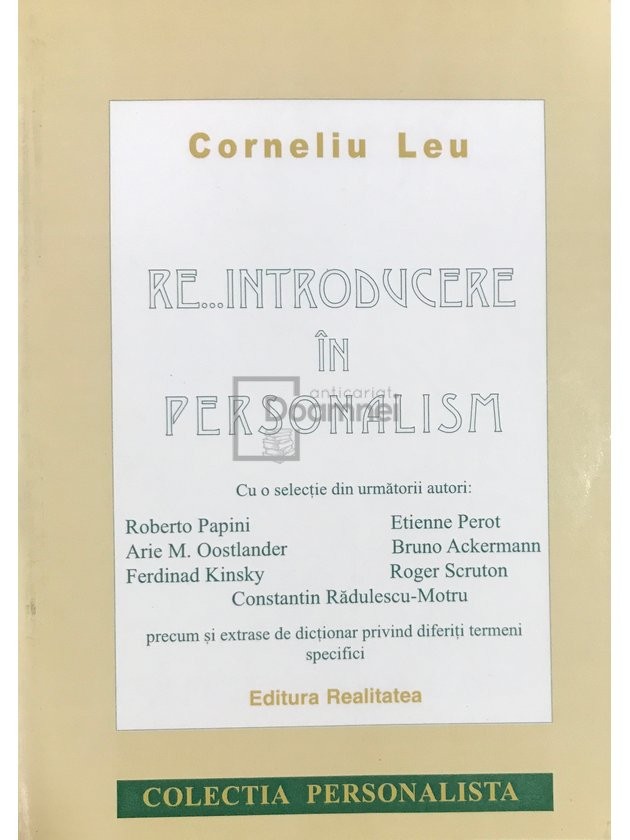 Corneliu Leu
RE...INTRODUCERE
ÎN
anticariat
Doamnei
PERSONALISM
Cu o selecție din următorii autori:
Roberto Papini Etienne Perot
Arie M. Oostlander Bruno Ackermann
Ferdinad Kinsky Roger Scruton
Constantin Rădulescu-Motru
precum și extrase de dicționar privind diferiți termeni
specifici
Editura Realitatea
COLECTIA PERSONALISTA